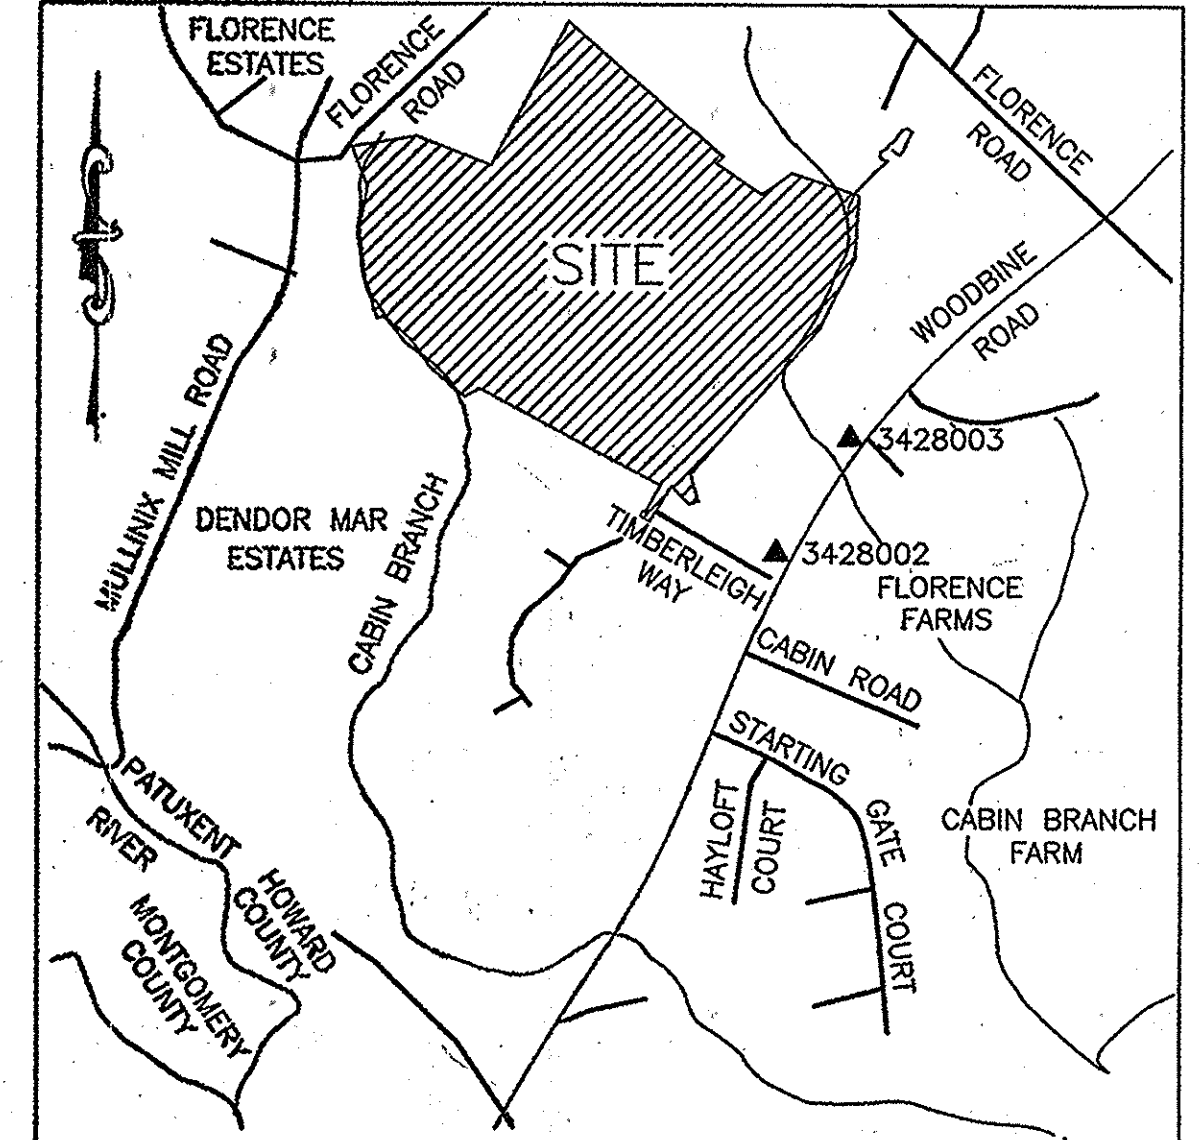 FLORENCE
ESTATES
FLORENCE
ROAD
FLORENCE
ROAD
SITE
WOODBINE
ROAD
MULLINIX MILL ROAD
3428003
DENDOR MAR
ESTATES
CABIN BRANCH
TIMBERLEIGH
WAY
3428002
FLORENCE
FARMS
CABIN ROAD
STARTING
GATE
COURT
HAYLOFT
COURT
CABIN BRANCH
FARM
PATUXENT
RIVER
HOWARD
COUNTY
MONTGOMERY
COUNTY